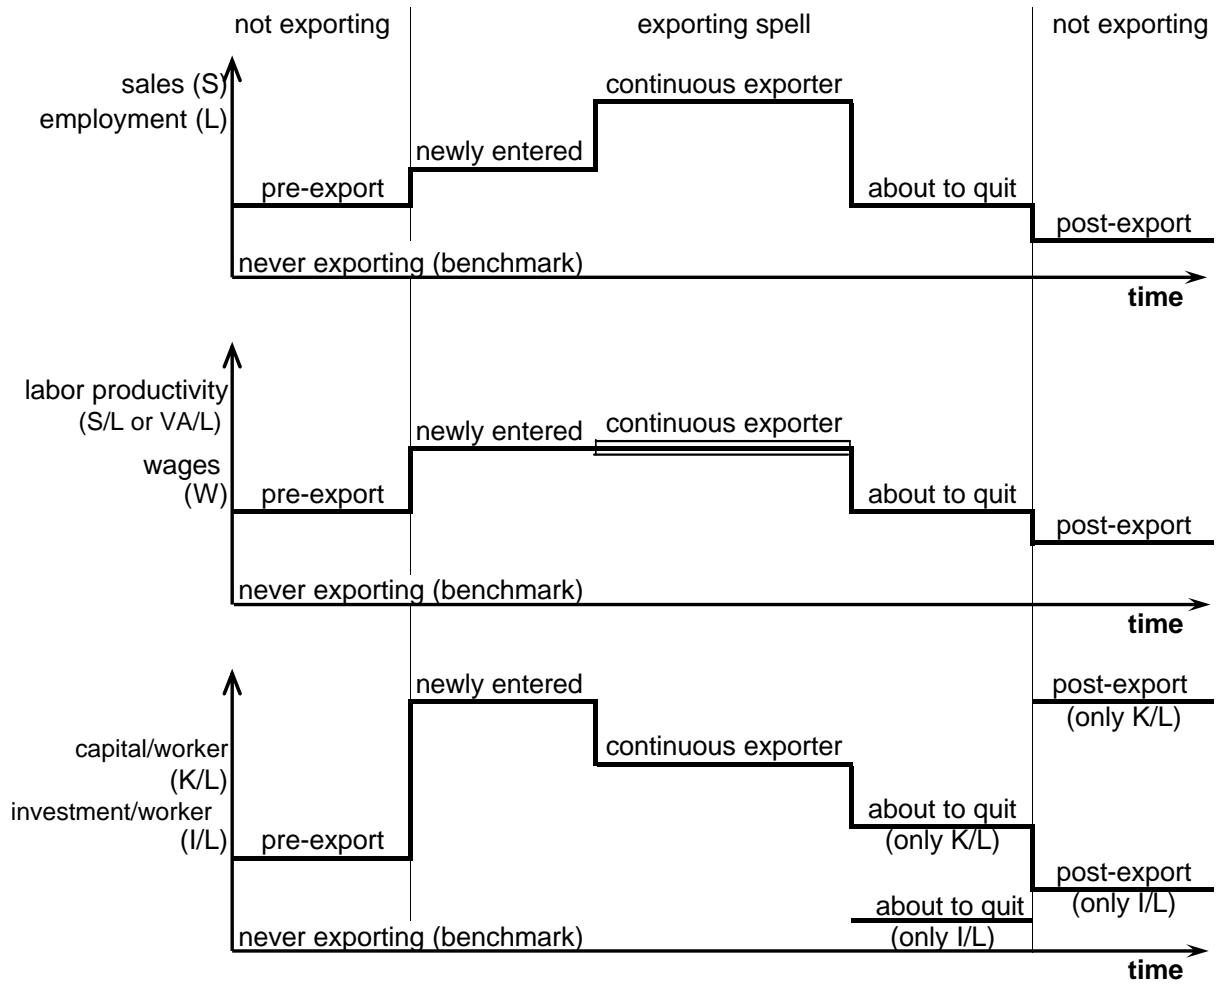 not exporting
exporting spell
not exporting
sales (S)
employment (L)
continuous exporter
newly entered
pre-export
about to quit
post-export
never exporting (benchmark)
time
labor productivity
(S/L or VA/L)
wages
(W)
continuous exporter
newly entered
pre-export
about to quit
post-export
never exporting (benchmark)
time
newly entered
post-export
(only K/L)
capital/worker
(K/L)
investment/worker
(I/L)
continuous exporter
about to quit
(only K/L)
pre-export
post-export
(only I/L)
about to quit
(only I/L)
never exporting (benchmark)
time